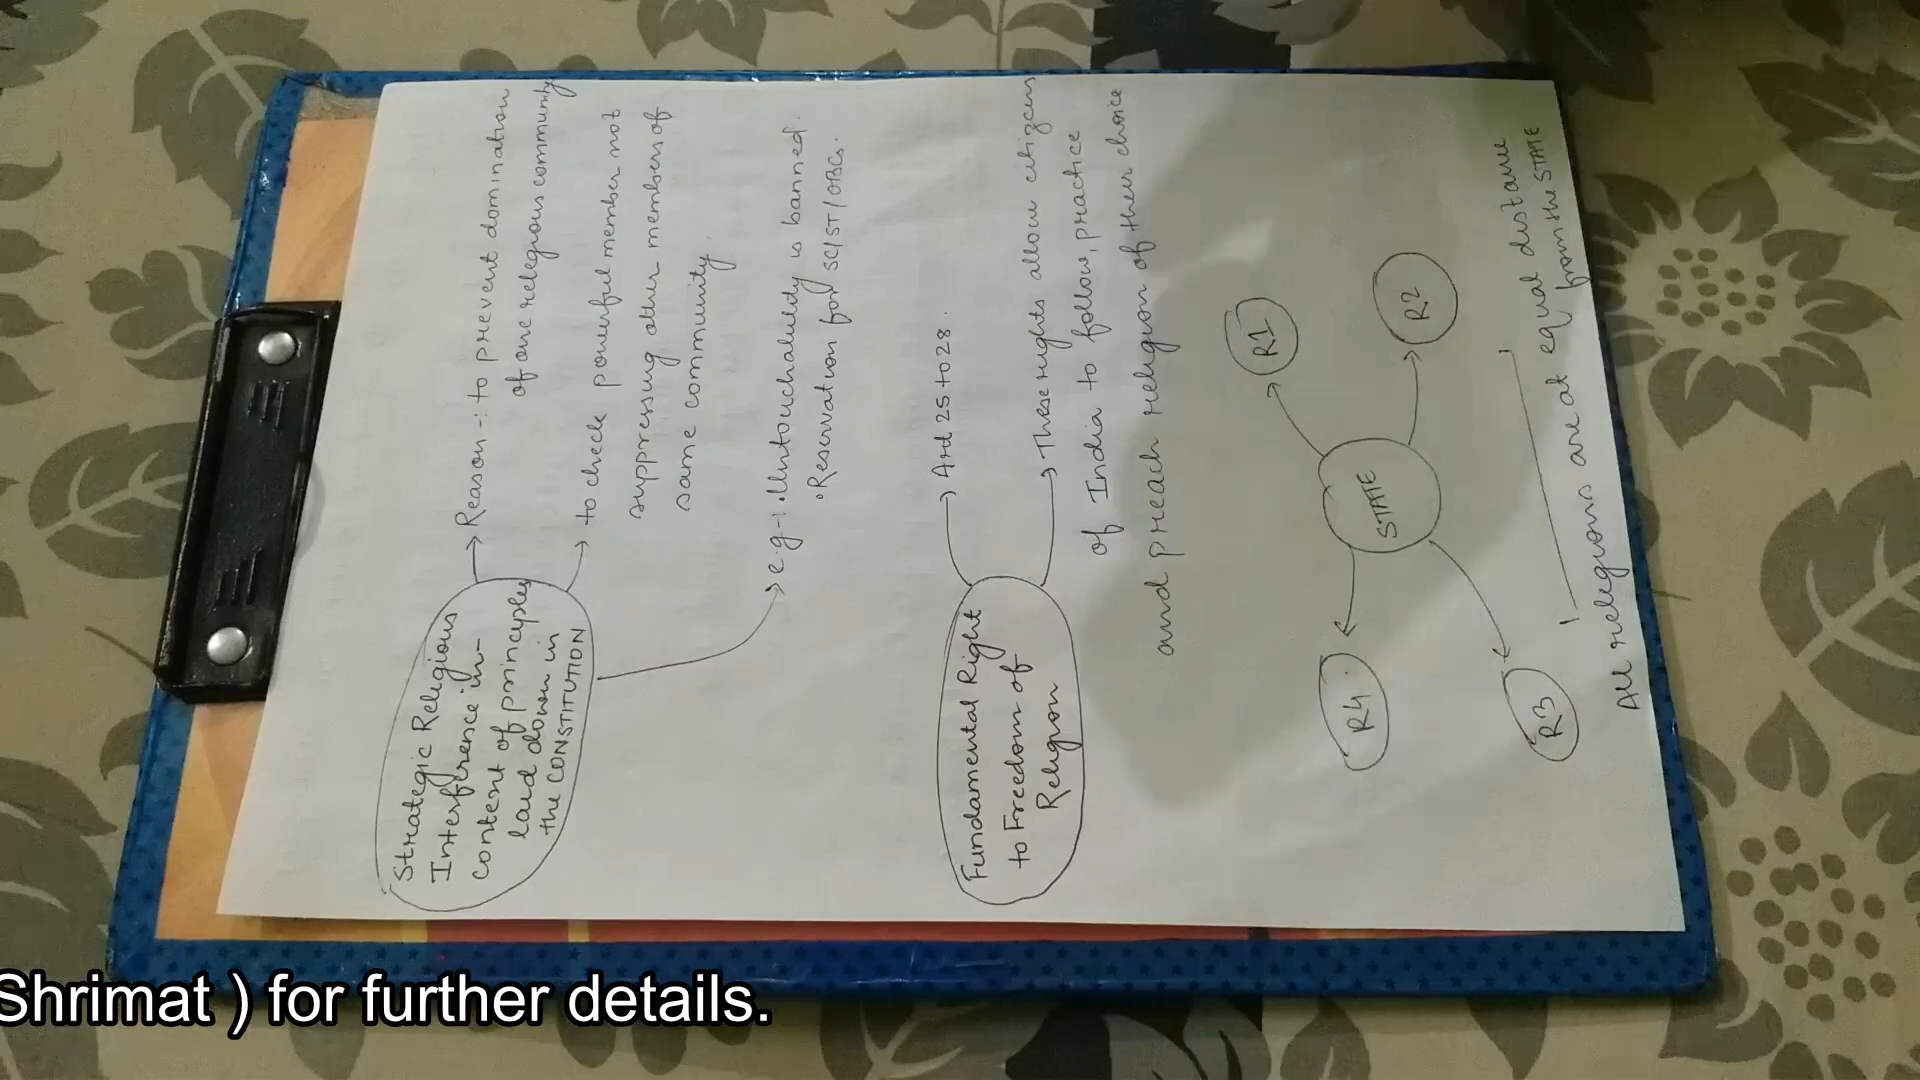 Strategic Religious
Interference in-
context of principles
laid down in
the CONSTITUTION
→ Reason -: to prevent domination
of one religious community
→ to check powerful member not
suppressing other members of
same community.
→ e.g-: • Untouchability is banned.
• Reservation for SC/ST/OBCs.
Fundamental Right
to Freedom of
Religion
→ Art 25 to 28.
→ These rights allow citizens
of India to follow, practice
and preach religion of their choice
R1
R2
STATE
R4.
R3
All religions are at equal distance
from the STATE
Shrimat ) for further details.